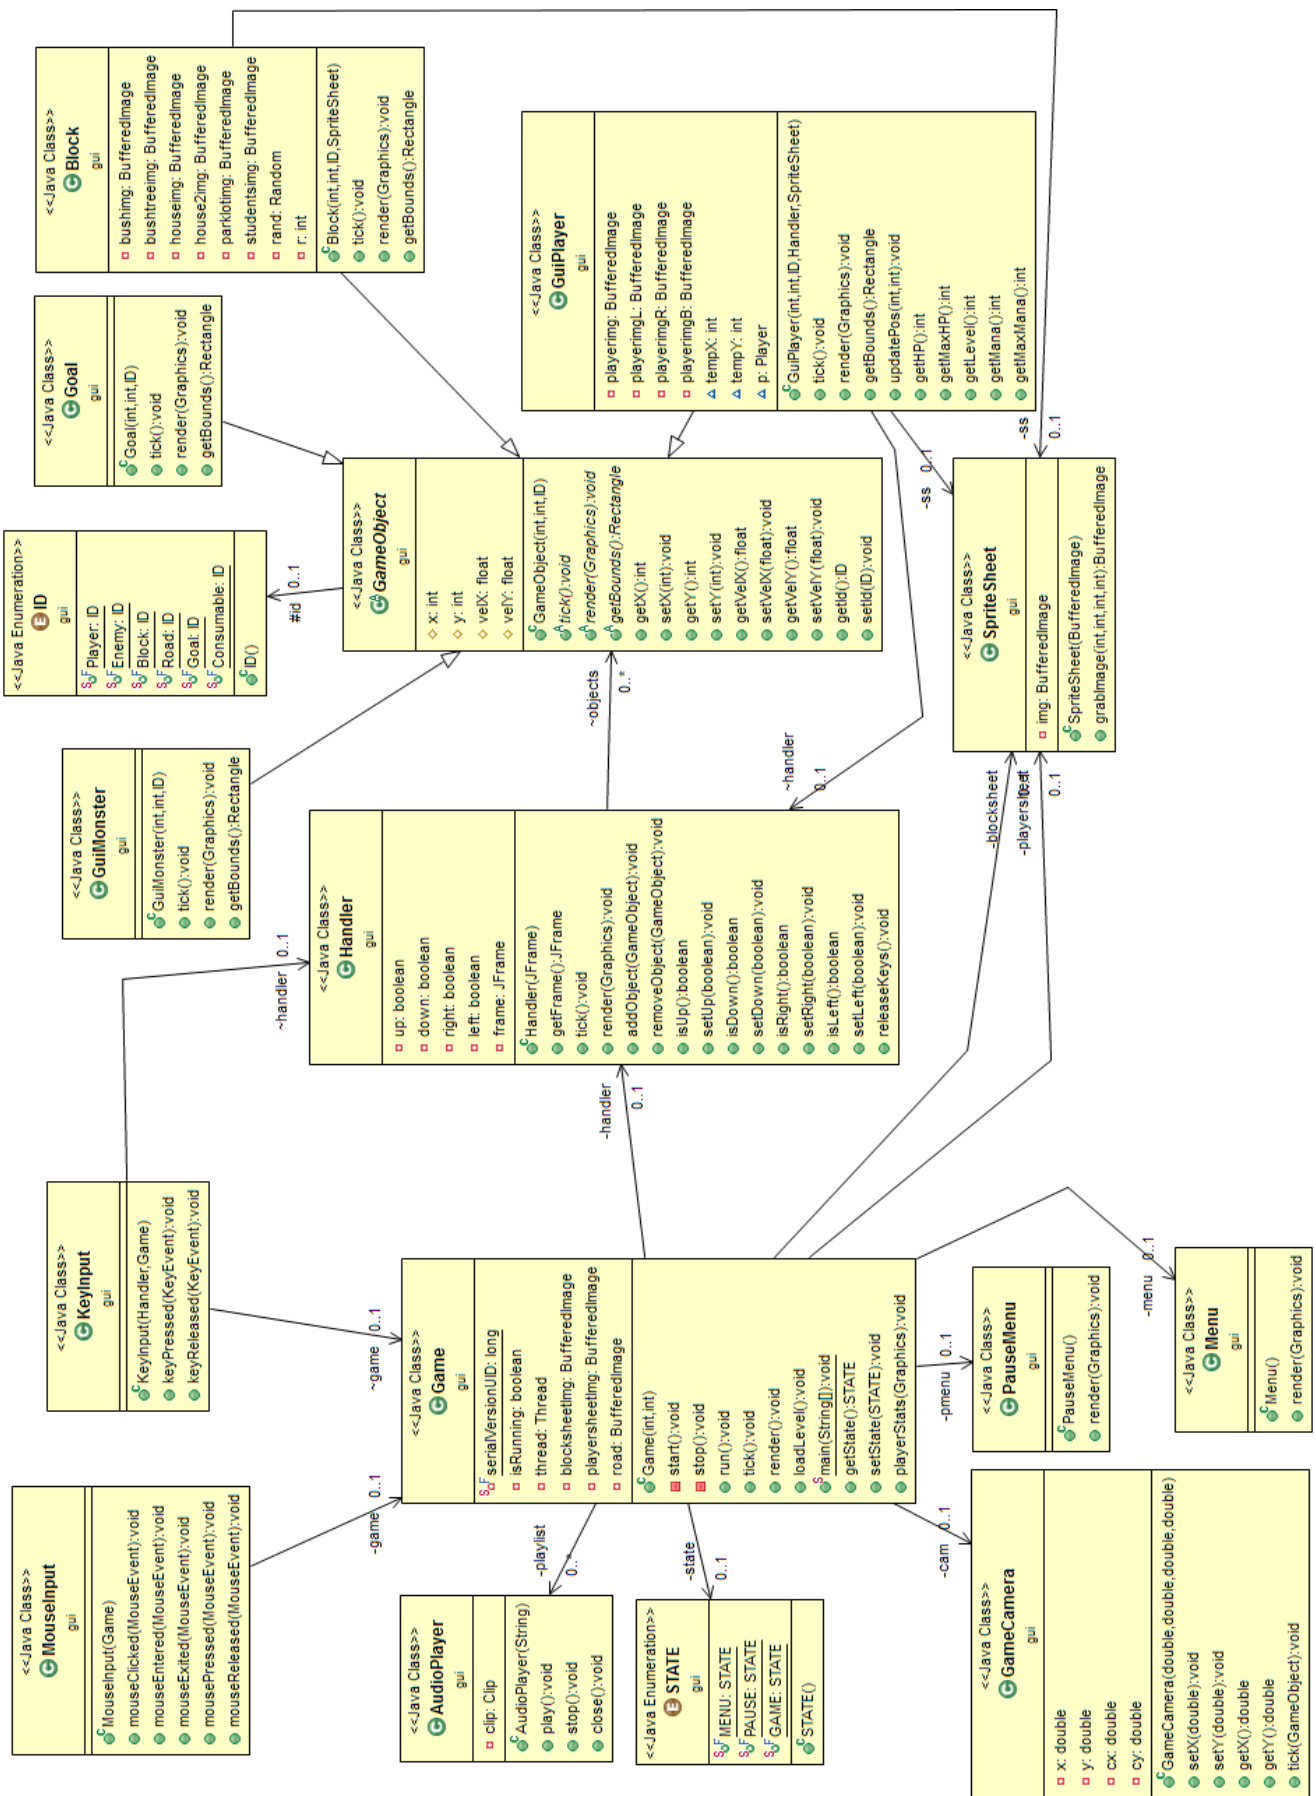 <<Java Class>>
MouseInput
gui
MouseInput(Game)
mouseClicked(MouseEvent):void
mouseEntered(MouseEvent):void
mouseExited(MouseEvent):void
mousePressed(MouseEvent):void
mouseReleased(MouseEvent):void
<<Java Class>>
KeyInput
gui
KeyInput(Handler,Game)
keyPressed(KeyEvent):void
keyReleased(KeyEvent):void
<<Java Class>>
GuiMonster
gui
GuiMonster(int,int,ID)
tick():void
render(Graphics):void
getBounds():Rectangle
<<Java Enumeration>>
ID
gui
Player: ID
Enemy: ID
Block: ID
Road: ID
Goal: ID
Consumable: ID
ID()
<<Java Class>>
Goal
gui
Goal(int,int,ID)
tick():void
render(Graphics):void
getBounds():Rectangle
<<Java Class>>
Block
gui
bushimg: BufferedImage
bushtreeimg: BufferedImage
houseimg: BufferedImage
house2img: BufferedImage
parklotimg: BufferedImage
studentsimg: BufferedImage
rand: Random
r: int
Block(int,int,ID,SpriteSheet)
tick():void
render(Graphics):void
getBounds():Rectangle
-game 0..1
~game 0..1
~handler 0..1
#id 0..1
<<Java Class>>
AudioPlayer
gui
clip: Clip
AudioPlayer(String)
play():void
stop():void
close():void
-playlist
0..*
<<Java Enumeration>>
STATE
gui
MENU: STATE
PAUSE: STATE
GAME: STATE
STATE()
-state
0..1
<<Java Class>>
Game
gui
serialVersionUID: long
isRunning: boolean
thread: Thread
blocksheetImg: BufferedImage
playersheetImg: BufferedImage
road: BufferedImage
Game(int,int)
start():void
stop():void
run():void
tick():void
render():void
loadLevel():void
main(String[]):void
getState():STATE
setState(STATE):void
playerStats(Graphics):void
-handler
0..1
<<Java Class>>
Handler
gui
up: boolean
down: boolean
right: boolean
left: boolean
frame: JFrame
Handler(JFrame)
getFrame():JFrame
tick():void
render(Graphics):void
addObject(GameObject):void
removeObject(GameObject):void
isUp():boolean
setUp(boolean):void
isDown():boolean
setDown(boolean):void
isRight():boolean
setRight(boolean):void
isLeft():boolean
setLeft(boolean):void
releaseKeys():void
~objects
0..*
~handler
0..1
<<Java Class>>
GameObject
gui
x: int
y: int
velX: float
velY: float
GameObject(int,int,ID)
tick():void
render(Graphics):void
getBounds():Rectangle
getX():int
setX(int):void
getY():int
setY(int):void
getVelX():float
setVelX(float):void
getVelY():float
setVelY(float):void
getId():ID
setId(ID):void
<<Java Class>>
GuiPlayer
gui
playerimg: BufferedImage
playerimgL: BufferedImage
playerimgR: BufferedImage
playerimgB: BufferedImage
tempX: int
tempY: int
p: Player
GuiPlayer(int,int,ID,Handler,SpriteSheet)
tick():void
render(Graphics):void
getBounds():Rectangle
updatePos(int,int):void
getHP():int
getMaxHP():int
getLevel():int
getMana():int
getMaxMana():int
-ss 0..1
-ss
0..1
-cam 0..1
-pmenu 0..1
-menu 0..1
-blocksheet
-playersheet
0..1
<<Java Class>>
GameCamera
gui
x: double
y: double
cx: double
cy: double
GameCamera(double,double,double,double)
setX(double):void
setY(double):void
getX():double
getY():double
tick(GameObject):void
<<Java Class>>
PauseMenu
gui
PauseMenu()
render(Graphics):void
<<Java Class>>
Menu
gui
Menu()
render(Graphics):void
<<Java Class>>
SpriteSheet
gui
img: BufferedImage
SpriteSheet(BufferedImage)
grabImage(int,int,int,int):BufferedImage